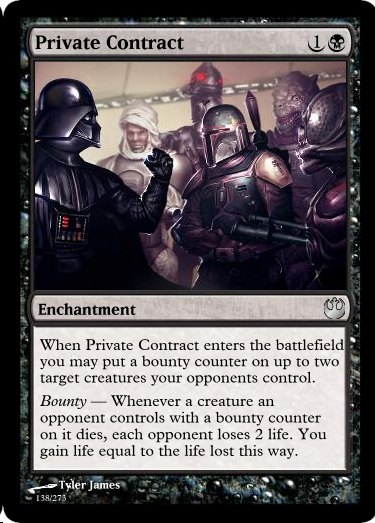 Private Contract 1
Enchantment
When Private Contract enters the battlefield
you may put a bounty counter on up to two
target creatures your opponents control.
Bounty — Whenever a creature an
opponent controls with a bounty counter
on it dies, each opponent loses 2 life. You
gain life equal to the life lost this way.
Tyler James
138/273